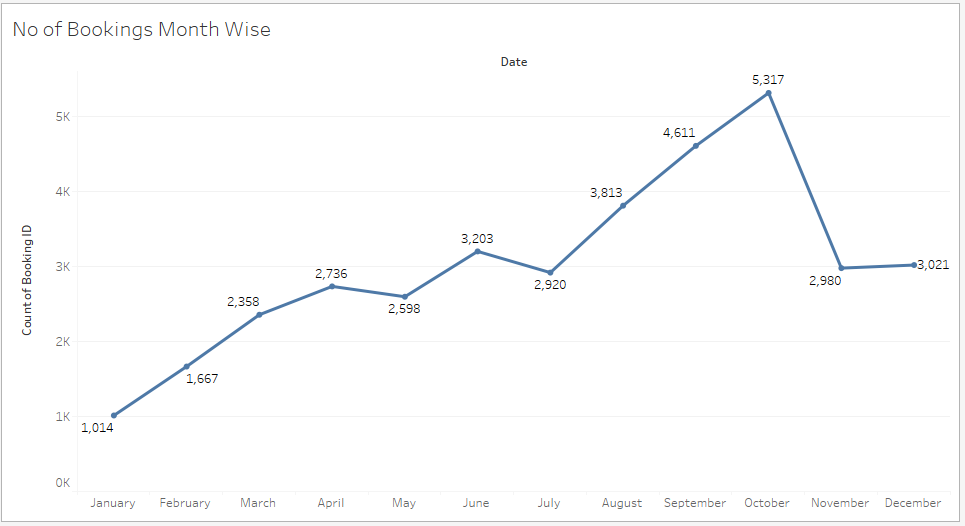 No of Bookings Month Wise
Date
5,317
5K
4,611
4K
3,813
3,203
3K
3,021
2,980
2,920
2,736
2,598
2,358
2K
1,667
1K
1,014
0K
Count of Booking ID
January February March April May June July August September October November December